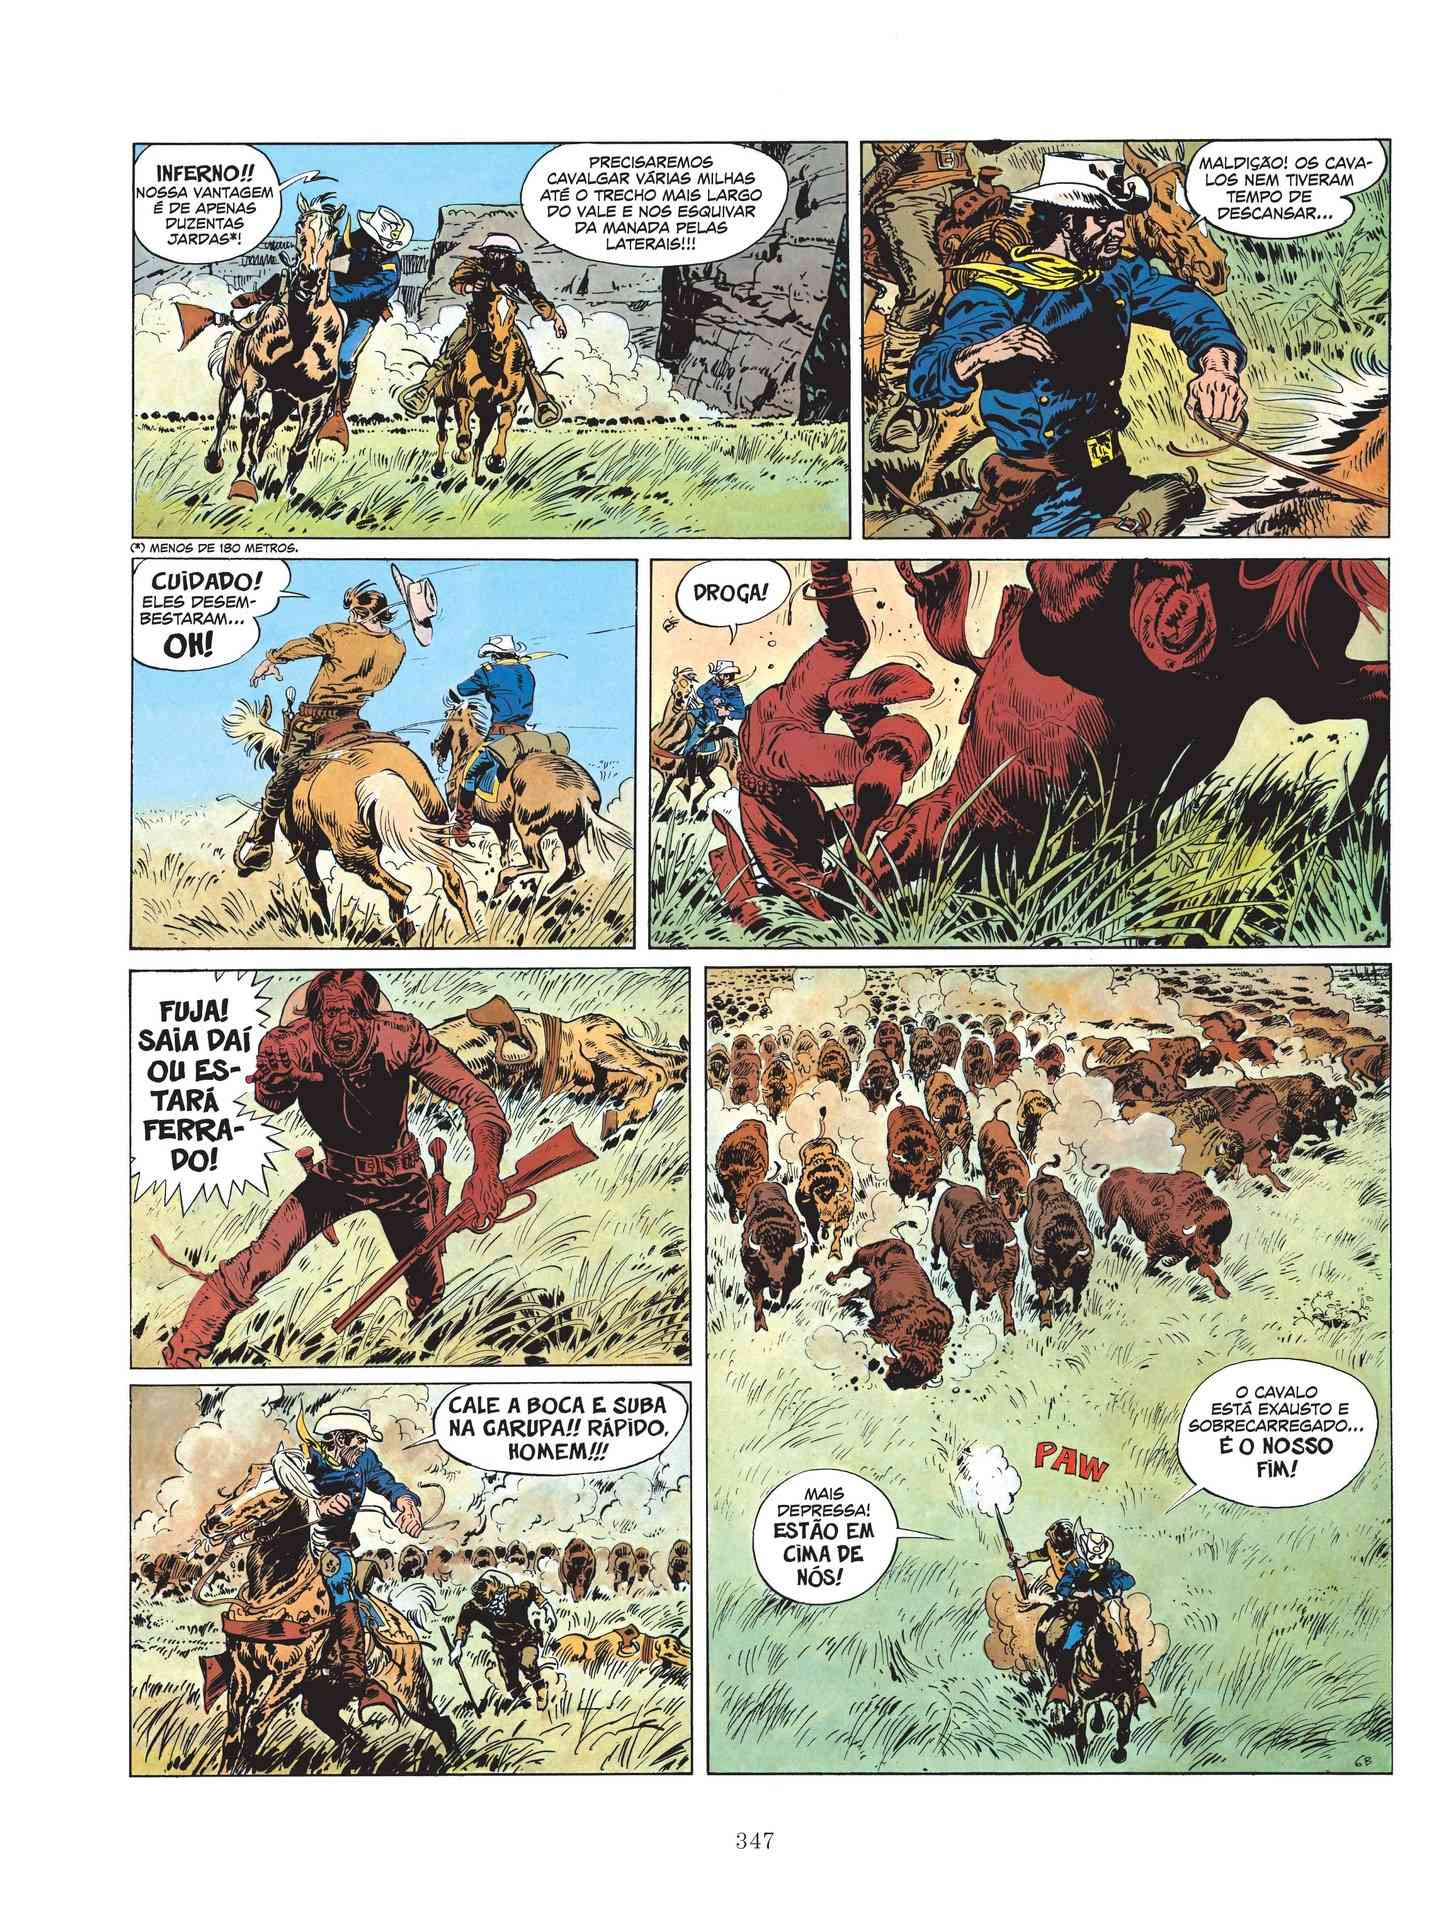 INFERNO!!
NOSSA VANTAGEM
É DE APENAS
DUZENTAS
JARDAS*!
PRECISAREMOS
CAVALGAR VÁRIAS MILHAS
ATÉ O TRECHO MAIS LARGO
DO VALE E NOS ESQUIVAR
DA MANADA PELAS
LATERAIS!!!
MALDIÇÃO! OS CAVA-
LOS NEM TIVERAM
TEMPO DE
DESCANSAR...
(*) MENOS DE 180 METROS.
CUIDADO!
ELES DESEM-
BESTARAM...
OH!
DROGA!
6A
FUJA!
SAIA DAÍ
OU ES-
TARÁ
FERRA-
DO!
CALE A BOCA E SUBA
NA GARUPA!! RÁPIDO,
HOMEM!!!
O CAVALO
ESTÁ EXAUSTO E
SOBRECARREGADO...
É O NOSSO
FIM!
PAW
MAIS
DEPRESSA!
ESTÃO EM
CIMA DE
NÓS!
6B
347